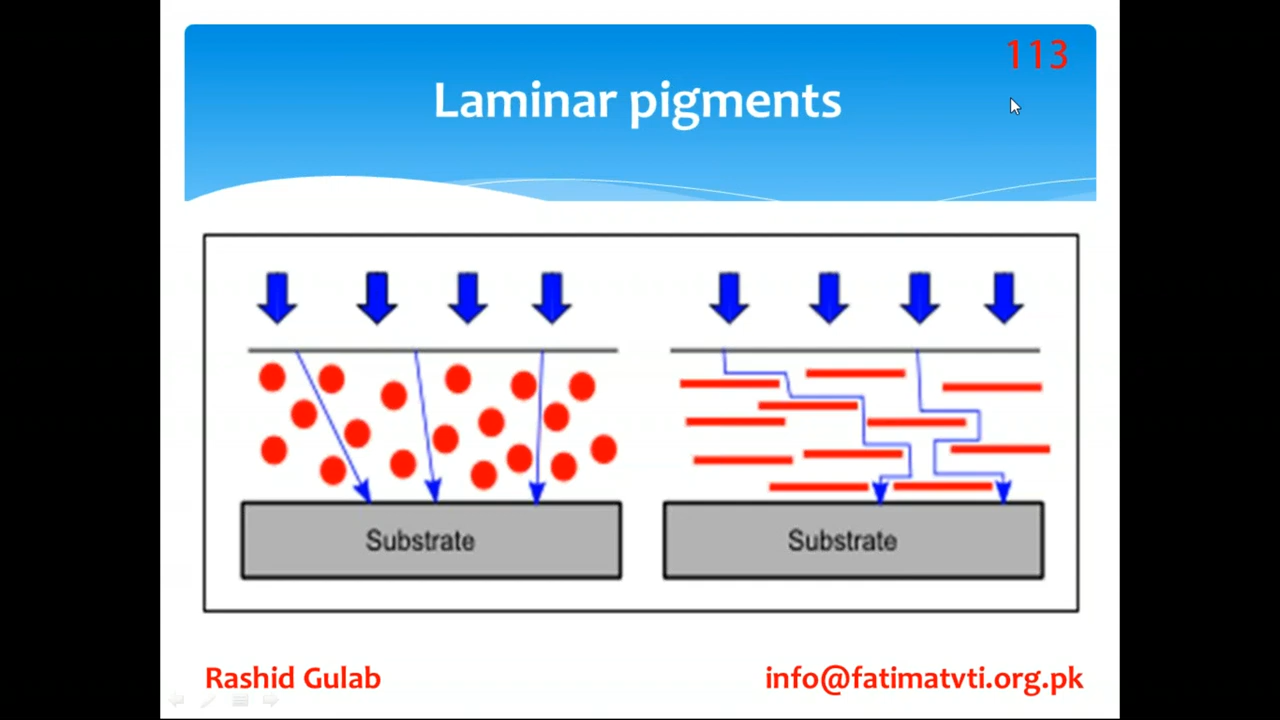 113
Laminar pigments
Substrate
Substrate
Rashid Gulab
info@fatimatvti.org.pk